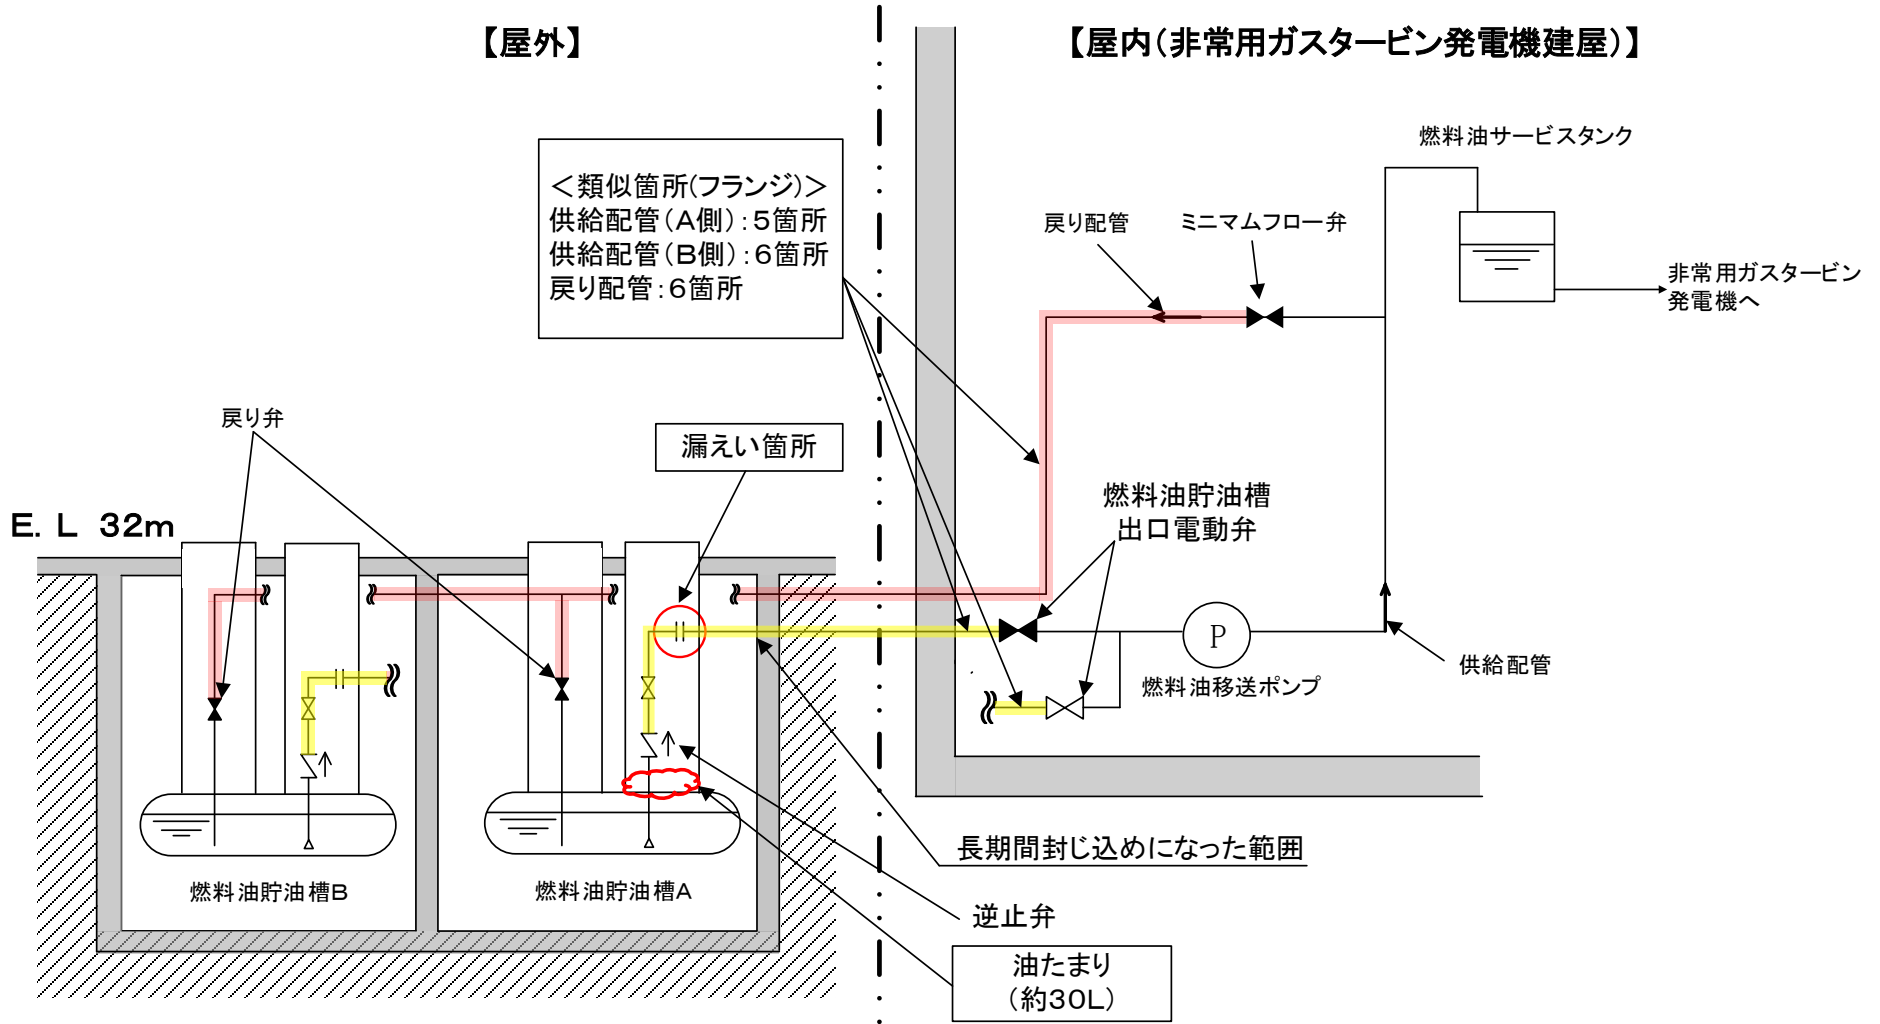 【屋外】
【屋内(非常用ガスタービン発電機建屋)】
＜類似箇所(フランジ)＞
供給配管(A側):5箇所
供給配管(B側):6箇所
戻り配管:6箇所
燃料油サービスタンク
戻り配管
ミニマムフロー弁
非常用ガスタービン
発電機へ
戻り弁
漏えい箇所
燃料油貯油槽
出口電動弁
E. L 32m
P
燃料油移送ポンプ
供給配管
長期間封じ込めになった範囲
燃料油貯油槽B
燃料油貯油槽A
逆止弁
油たまり
(約30L)